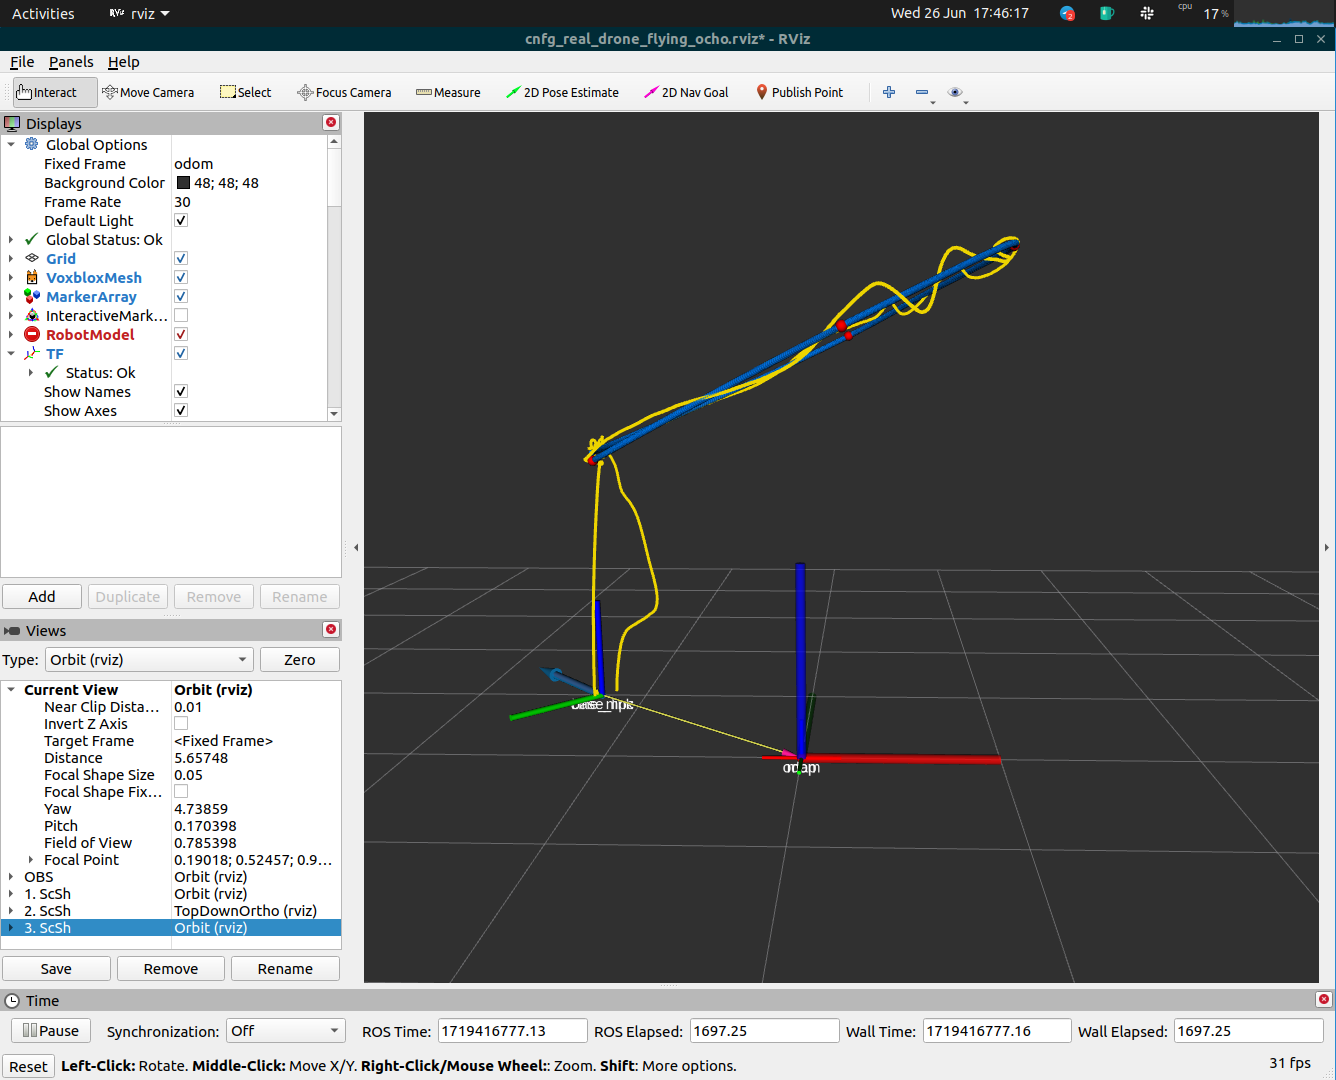 Activities RViz rviz Wed 26 Jun 17:46:17 2 cpu 17%
cnfg_real_drone_flying_ocho.rviz* - RViz
File Panels Help
Interact Move Camera Select Focus Camera Measure 2D Pose Estimate 2D Nav Goal Publish Point
Displays
Global Options
Fixed Frame odom
Background Color 48; 48; 48
Frame Rate 30
Default Light
Global Status: Ok
Grid
VoxbloxMesh
MarkerArray
InteractiveMark...
RobotModel
TF
Status: Ok
Show Names
Show Axes
Add Duplicate Remove Rename
Views
Type: Orbit (rviz) Zero
Current View Orbit (rviz)
Near Clip Dista... 0.01
Invert Z Axis
Target Frame <Fixed Frame>
Distance 5.65748
Focal Shape Size 0.05
Focal Shape Fix...
Yaw 4.73859
Pitch 0.170398
Field of View 0.785398
Focal Point 0.19018; 0.52457; 0.9...
OBS Orbit (rviz)
1. ScSh Orbit (rviz)
2. ScSh TopDownOrtho (rviz)
3. ScSh Orbit (rviz)
Save Remove Rename
Time
Pause Synchronization: Off ROS Time: 1719416777.13 ROS Elapsed: 1697.25 Wall Time: 1719416777.16 Wall Elapsed: 1697.25
Reset Left-Click: Rotate. Middle-Click: Move X/Y. Right-Click/Mouse Wheel:: Zoom. Shift: More options. 31 fps